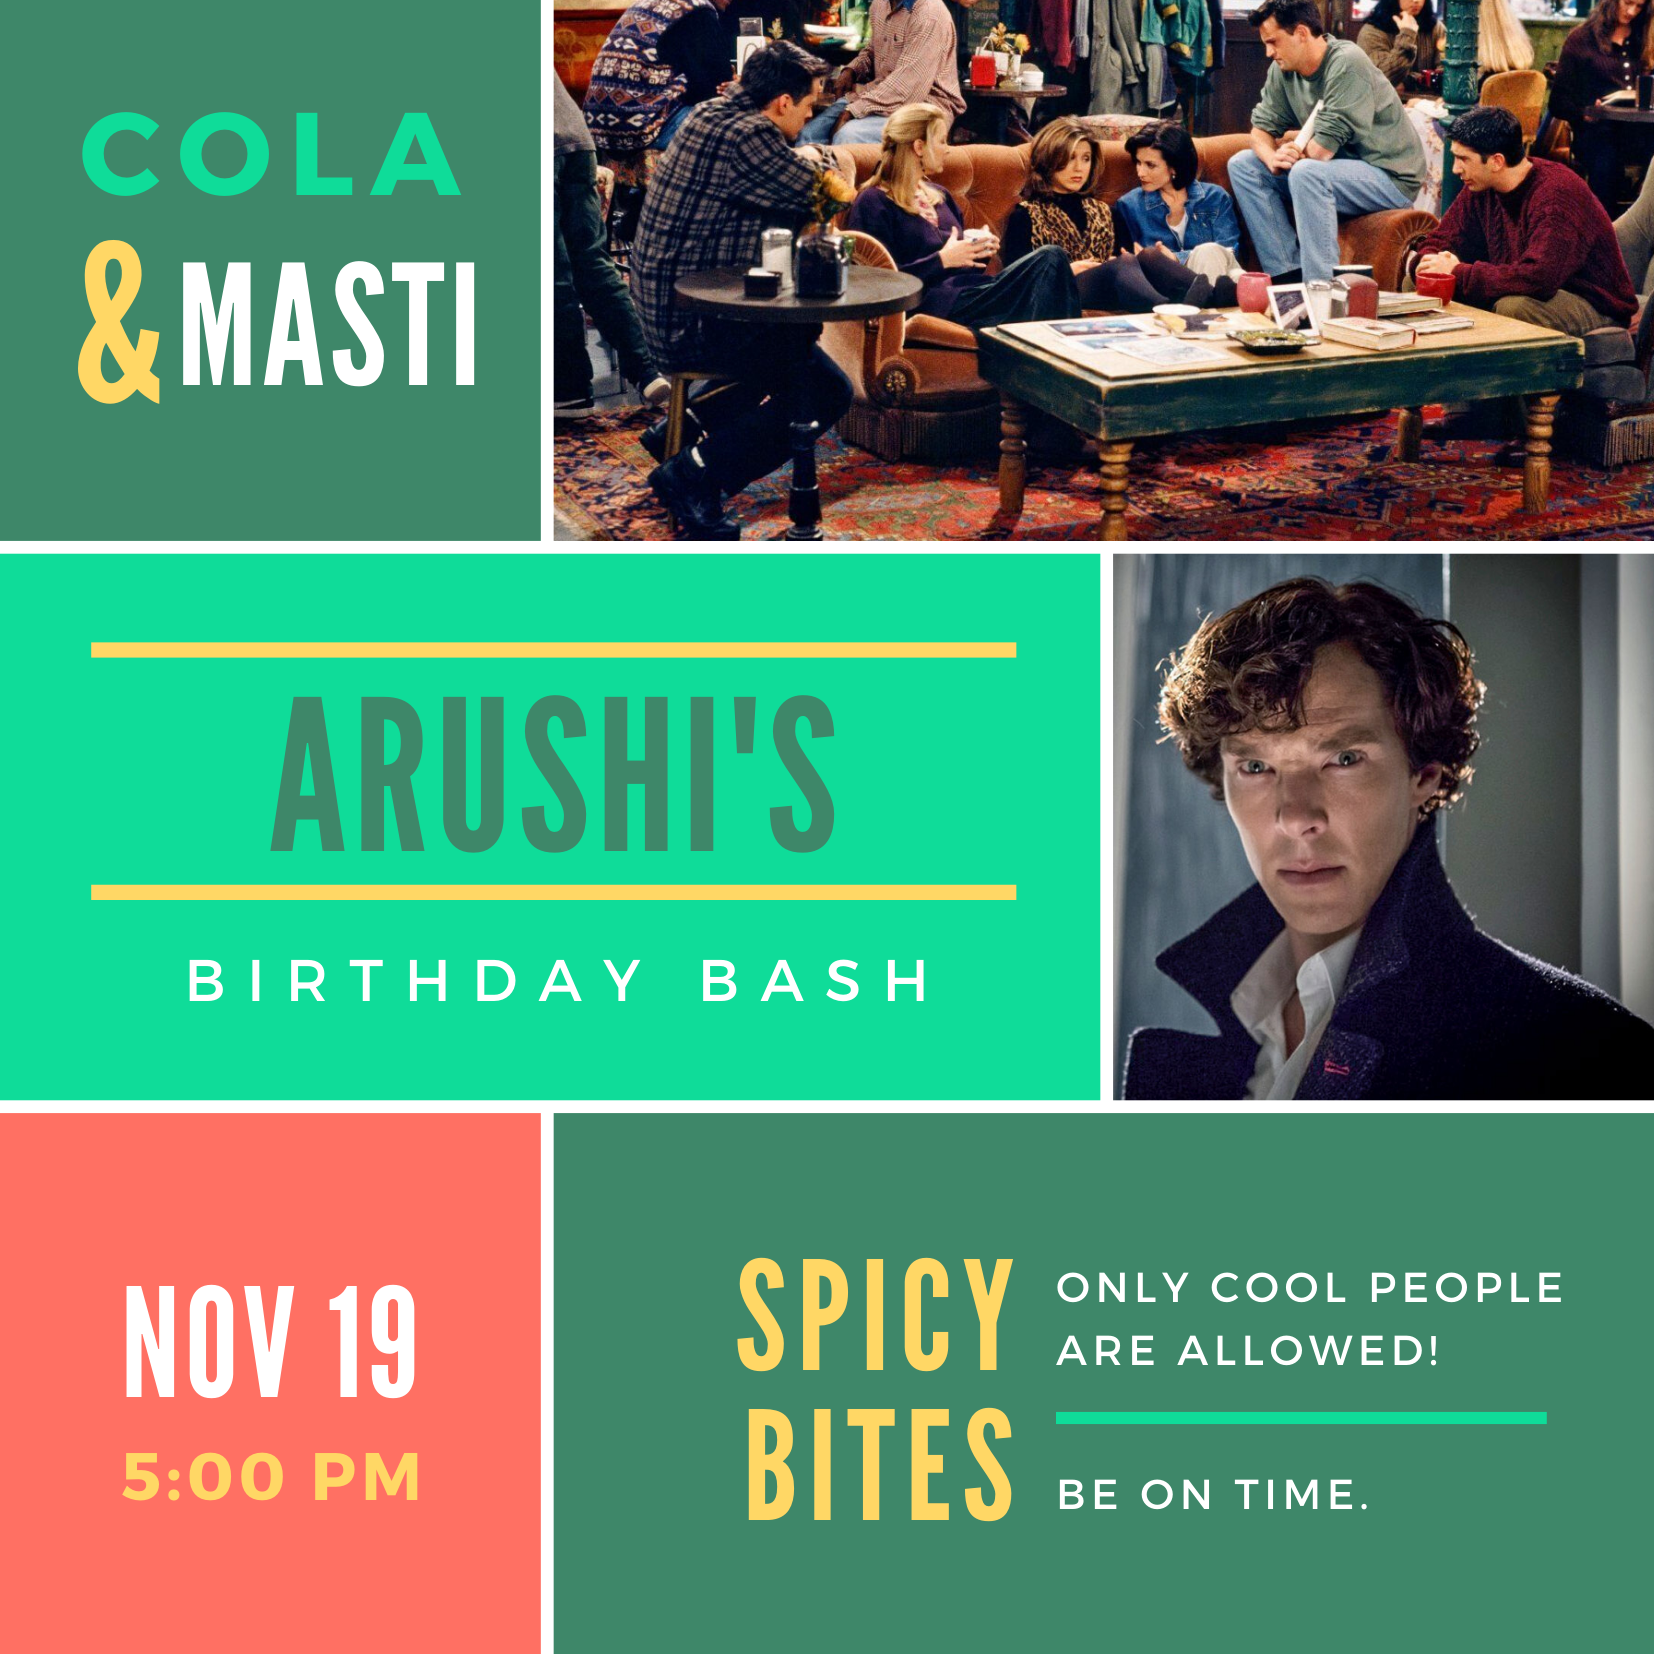 COLA
& MASTI
ARUSHI'S
BIRTHDAY BASH
NOV 19
5:00 PM
SPICY
BITES
ONLY COOL PEOPLE
ARE ALLOWED!
BE ON TIME.